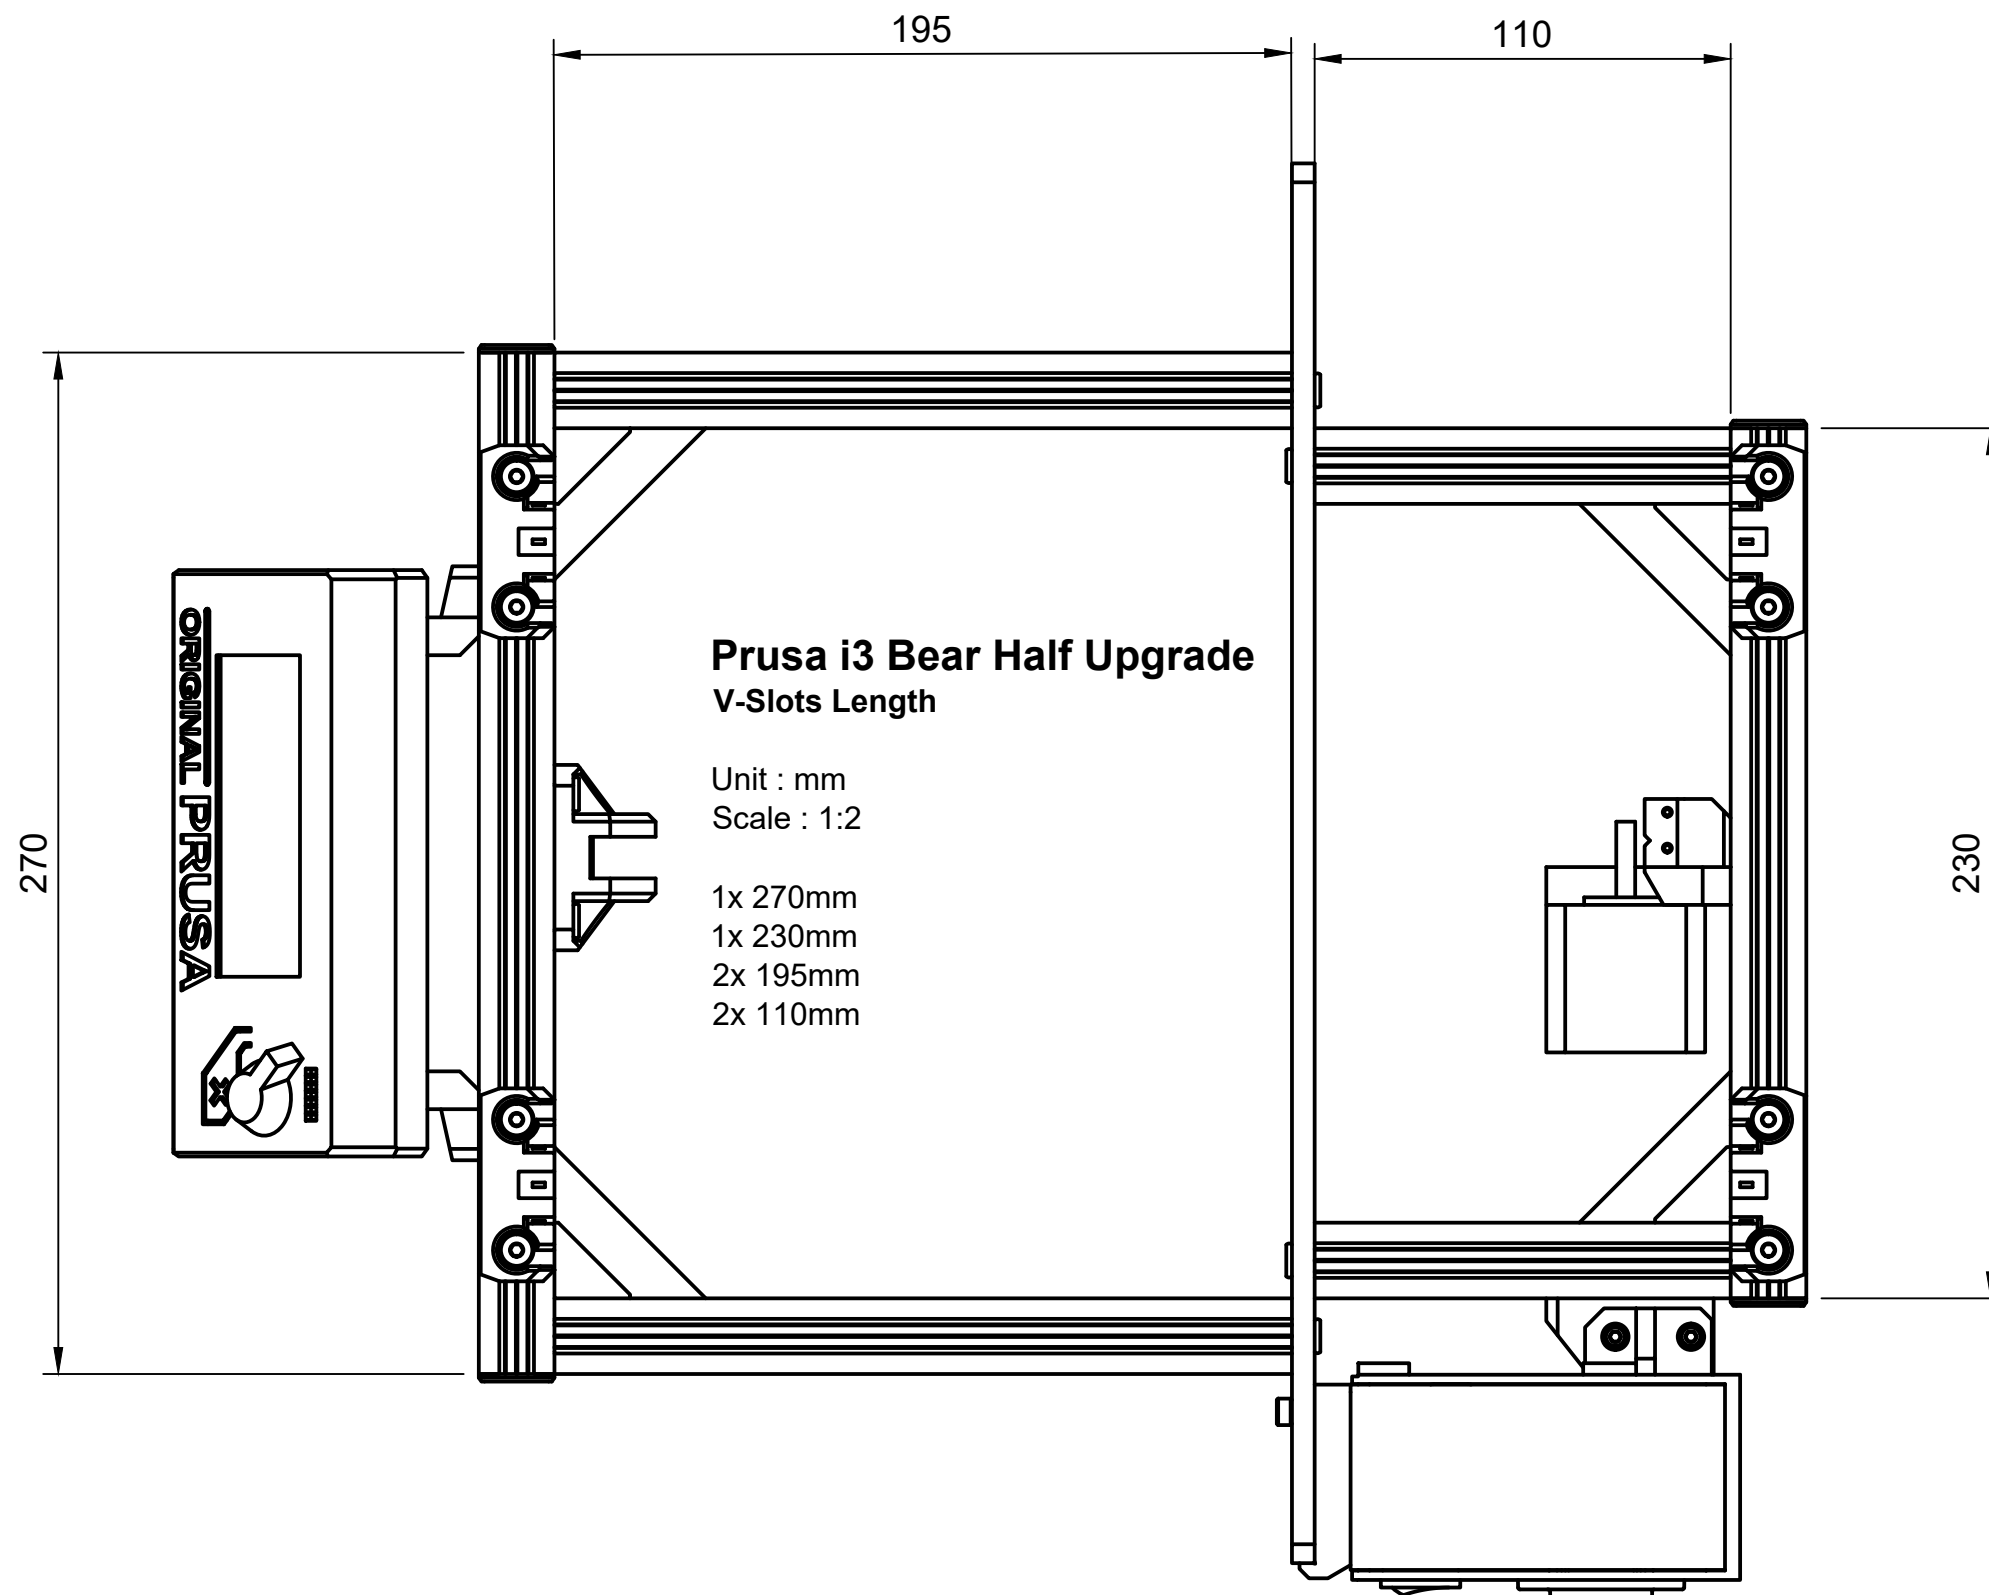 195
110
270
ORIGINAL PRUSA
Prusa i3 Bear Half Upgrade
V-Slots Length
Unit : mm
Scale : 1:2
1x 270mm
1x 230mm
2x 195mm
2x 110mm
230